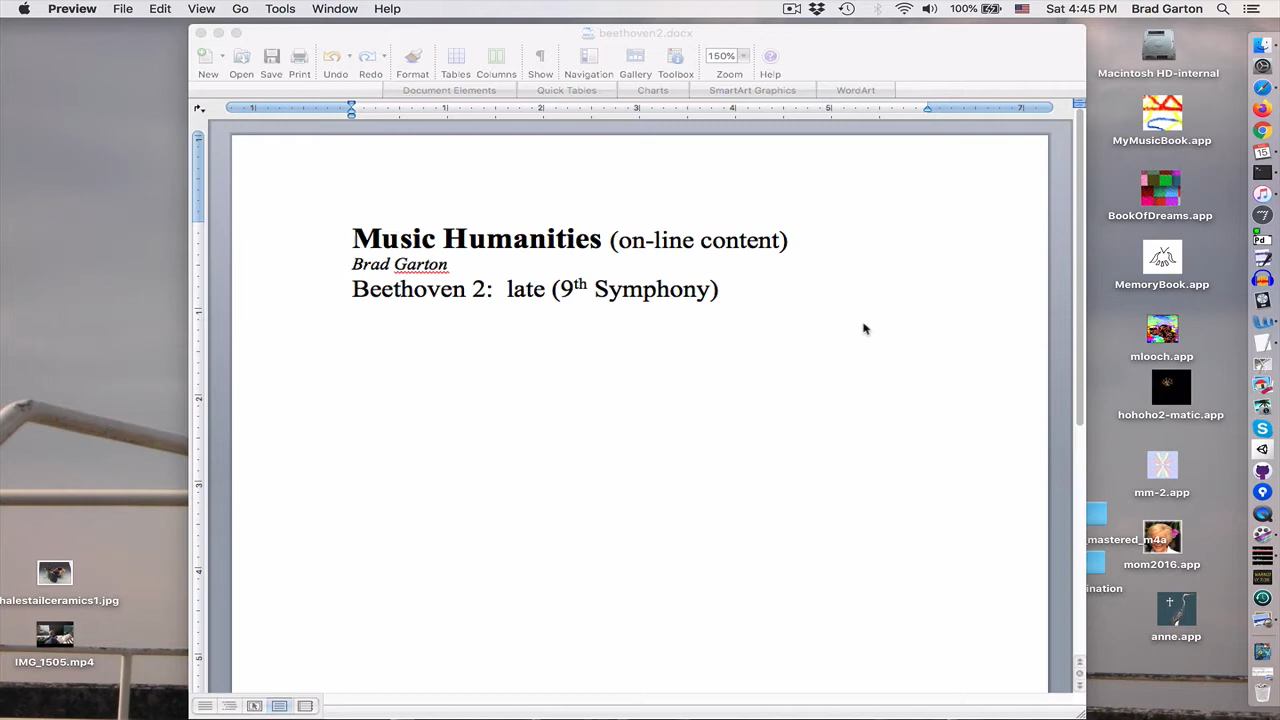 Preview File Edit View Go Tools Window Help
100% Sat 4:45 PM Brad Garton
beethoven2.docx
150%
New Open Save Print Undo Redo Format Tables Columns Show Navigation Gallery Toolbox Zoom Help
Document Elements Quick Tables Charts SmartArt Graphics WordArt
Music Humanities (on-line content)
Brad Garton
Beethoven 2: late (9th Symphony)
Macintosh HD-internal
MyMusicBook.app
BookOfDreams.app
MemoryBook.app
mlooch.app
hohoho2-matic.app
mm-2.app
mastered_m4a
mom2016.app
ination
anne.app
halestailceramics1.jpg
IMG_1505.mp4
15
Pd